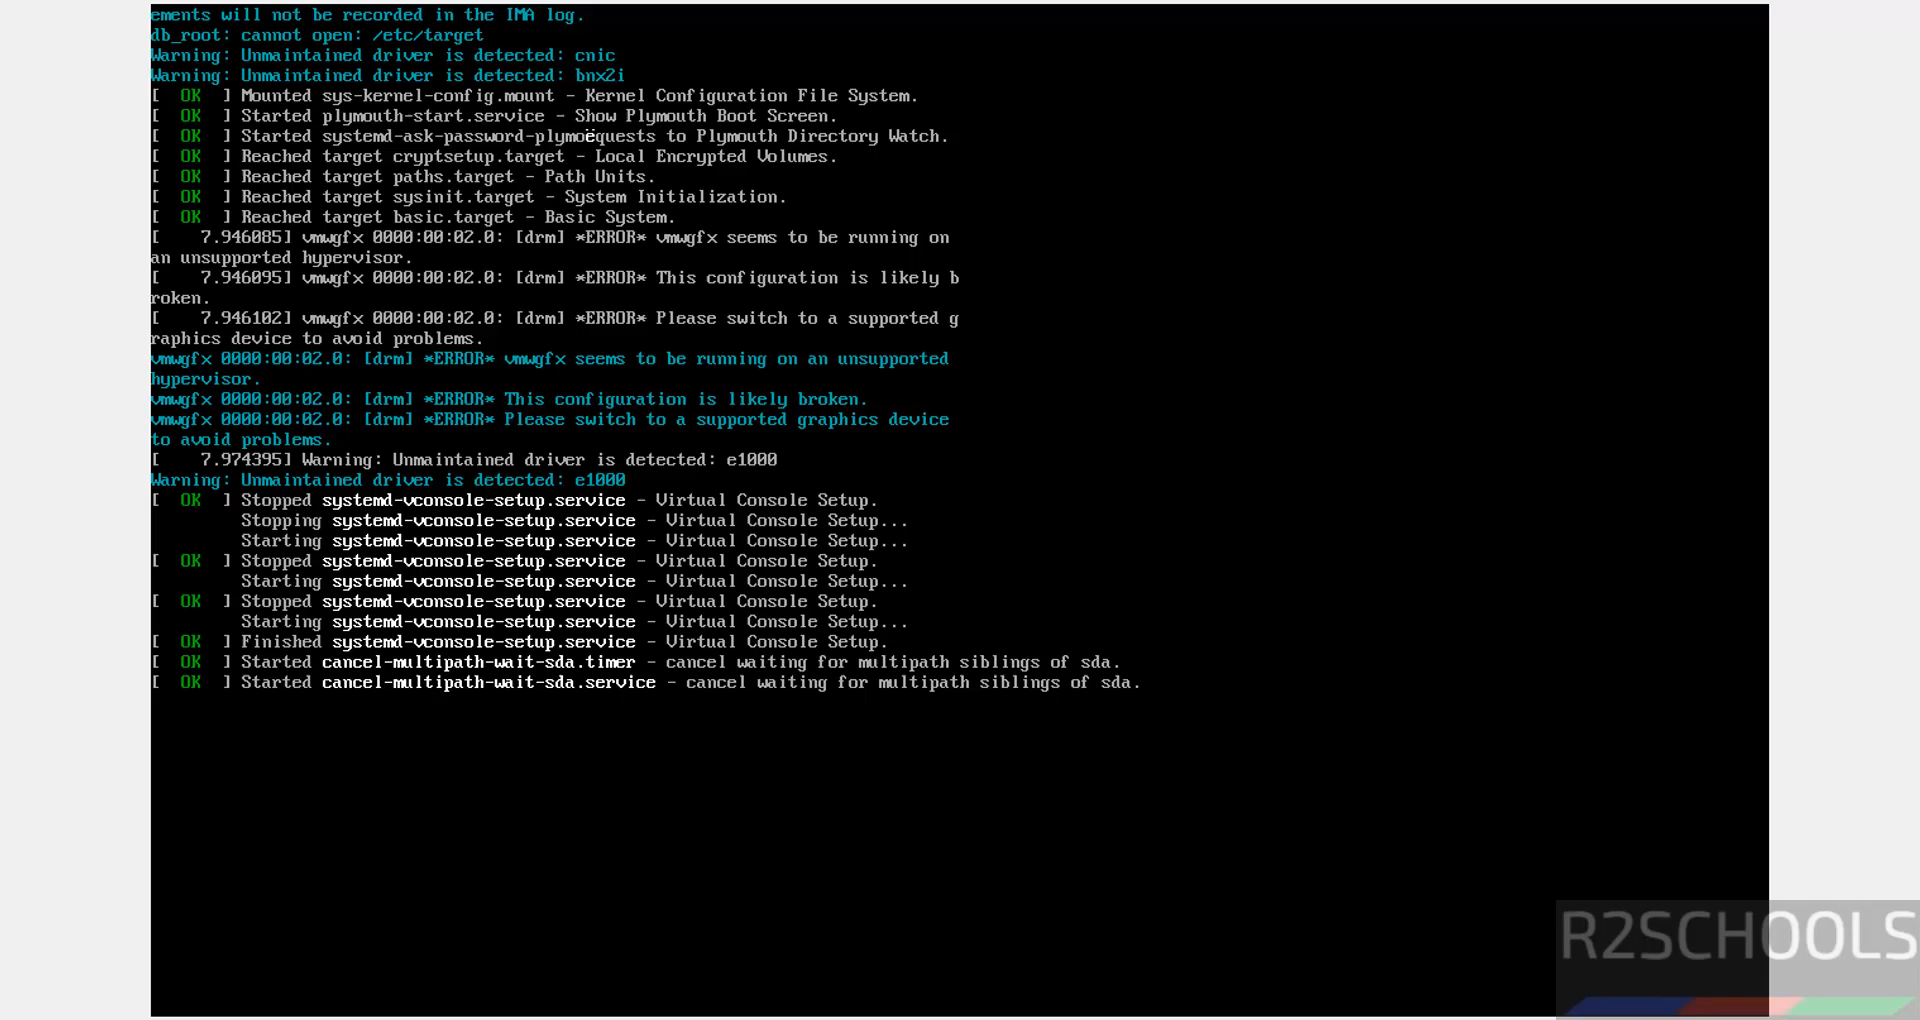 ements will not be recorded in the IMA log.
db_root: cannot open: /etc/target
Warning: Unmaintained driver is detected: cnic
Warning: Unmaintained driver is detected: bnx2i
[  OK  ] Mounted sys-kernel-config.mount - Kernel Configuration File System.
[  OK  ] Started plymouth-start.service - Show Plymouth Boot Screen.
[  OK  ] Started systemd-ask-password-plymoëquests to Plymouth Directory Watch.
[  OK  ] Reached target cryptsetup.target - Local Encrypted Volumes.
[  OK  ] Reached target paths.target - Path Units.
[  OK  ] Reached target sysinit.target - System Initialization.
[  OK  ] Reached target basic.target - Basic System.
[    7.946085] vmwgfx 0000:00:02.0: [drm] *ERROR* vmwgfx seems to be running on
an unsupported hypervisor.
[    7.946095] vmwgfx 0000:00:02.0: [drm] *ERROR* This configuration is likely b
roken.
[    7.946102] vmwgfx 0000:00:02.0: [drm] *ERROR* Please switch to a supported g
raphics device to avoid problems.
vmwgfx 0000:00:02.0: [drm] *ERROR* vmwgfx seems to be running on an unsupported
hypervisor.
vmwgfx 0000:00:02.0: [drm] *ERROR* This configuration is likely broken.
vmwgfx 0000:00:02.0: [drm] *ERROR* Please switch to a supported graphics device
to avoid problems.
[    7.974395] Warning: Unmaintained driver is detected: e1000
Warning: Unmaintained driver is detected: e1000
[  OK  ] Stopped systemd-vconsole-setup.service - Virtual Console Setup.
         Stopping systemd-vconsole-setup.service - Virtual Console Setup...
         Starting systemd-vconsole-setup.service - Virtual Console Setup...
[  OK  ] Stopped systemd-vconsole-setup.service - Virtual Console Setup.
         Starting systemd-vconsole-setup.service - Virtual Console Setup...
[  OK  ] Stopped systemd-vconsole-setup.service - Virtual Console Setup.
         Starting systemd-vconsole-setup.service - Virtual Console Setup...
[  OK  ] Finished systemd-vconsole-setup.service - Virtual Console Setup.
[  OK  ] Started cancel-multipath-wait-sda.timer - cancel waiting for multipath siblings of sda.
[  OK  ] Started cancel-multipath-wait-sda.service - cancel waiting for multipath siblings of sda.
R2SCHOOLS